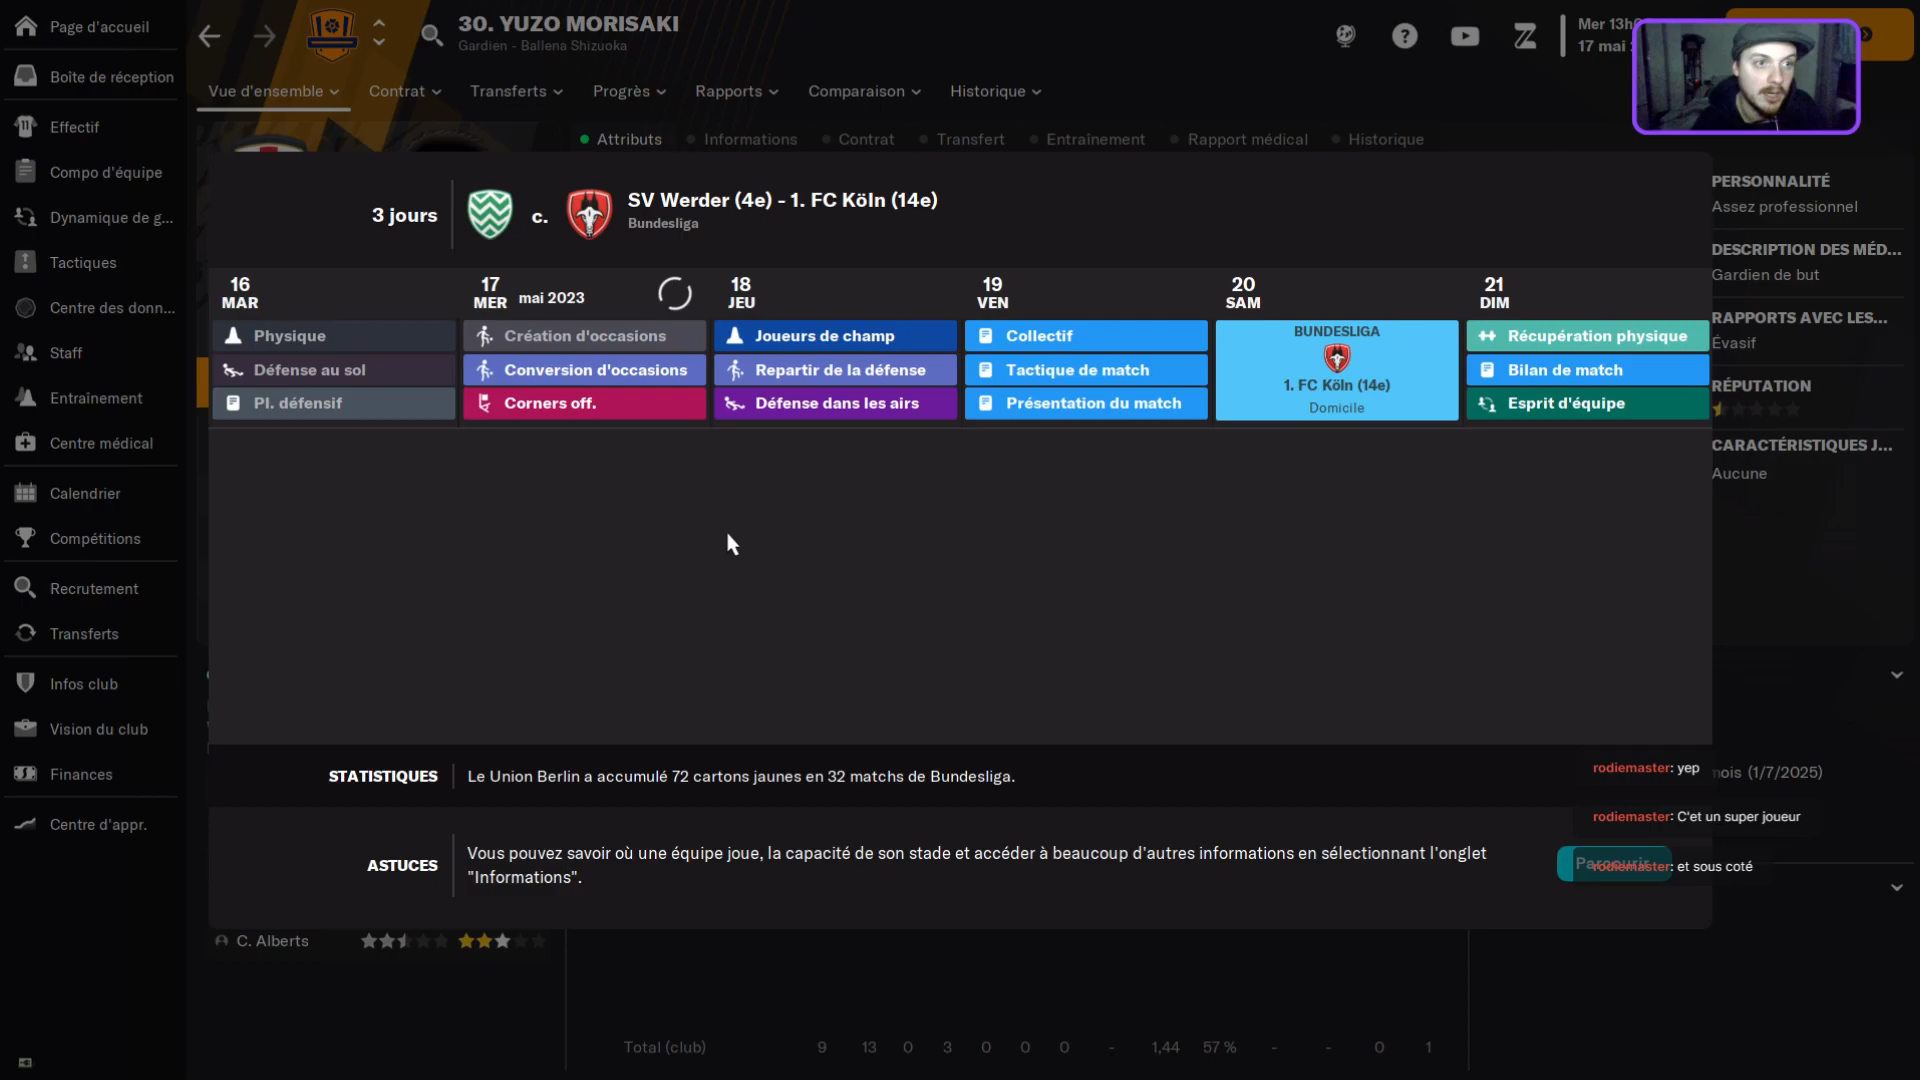 Page d'accueil
Boîte de réception
Effectif
Compo d'équipe
Dynamique de g...
Tactiques
Centre des donn...
Staff
Entraînement
Centre médical
Calendrier
Compétitions
Recrutement
Transferts
Infos club
Vision du club
Finances
Centre d'appr.
30. YUZO MORISAKI
Gardien - Ballena Shizuoka
Mer 13h
17 mai
Vue d'ensemble
Contrat
Transferts
Progrès
Rapports
Comparaison
Historique
Attributs
Informations
Contrat
Transfert
Entraînement
Rapport médical
Historique
3 jours
c.
SV Werder (4e) - 1. FC Köln (14e)
Bundesliga
16
MAR
17
MER mai 2023
18
JEU
19
VEN
20
SAM
21
DIM
Physique
Défense au sol
Pl. défensif
Création d'occasions
Conversion d'occasions
Corners off.
Joueurs de champ
Repartir de la défense
Défense dans les airs
Collectif
Tactique de match
Présentation du match
BUNDESLIGA
1. FC Köln (14e)
Domicile
Récupération physique
Bilan de match
Esprit d'équipe
PERSONNALITÉ
Assez professionnel
DESCRIPTION DES MÉD...
Gardien de but
RAPPORTS AVEC LES...
Évasif
RÉPUTATION
CARACTÉRISTIQUES J...
Aucune
STATISTIQUES
Le Union Berlin a accumulé 72 cartons jaunes en 32 matchs de Bundesliga.
ASTUCES
Vous pouvez savoir où une équipe joue, la capacité de son stade et accéder à beaucoup d'autres informations en sélectionnant l'onglet
"Informations".
Parcourir
rodiemaster: yep
mois (1/7/2025)
rodiemaster: C'et un super joueur
rodiemaster: et sous coté
C. Alberts
Total (club) 9 13 0 3 0 0 0 - 1,44 57 % - - 0 1